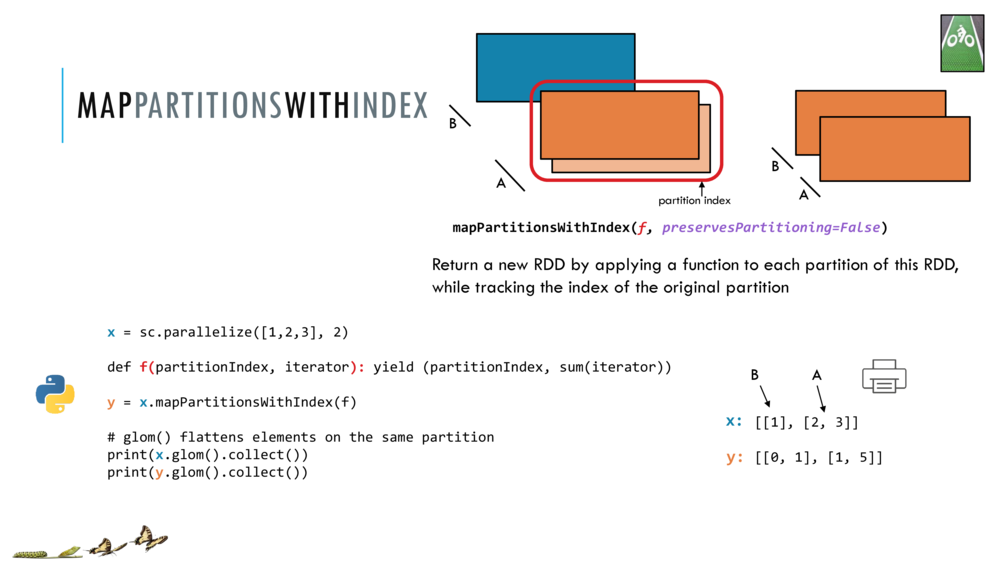 MAPPARTITIONSWITHINDEX
B
A
partition index
B
A
mapPartitionsWithIndex(f, preservesPartitioning=False)
Return a new RDD by applying a function to each partition of this RDD,
while tracking the index of the original partition
x = sc.parallelize([1,2,3], 2)
def f(partitionIndex, iterator): yield (partitionIndex, sum(iterator))
y = x.mapPartitionsWithIndex(f)
# glom() flattens elements on the same partition
print(x.glom().collect())
print(y.glom().collect())
B A
x: [[1], [2, 3]]
y: [[0, 1], [1, 5]]